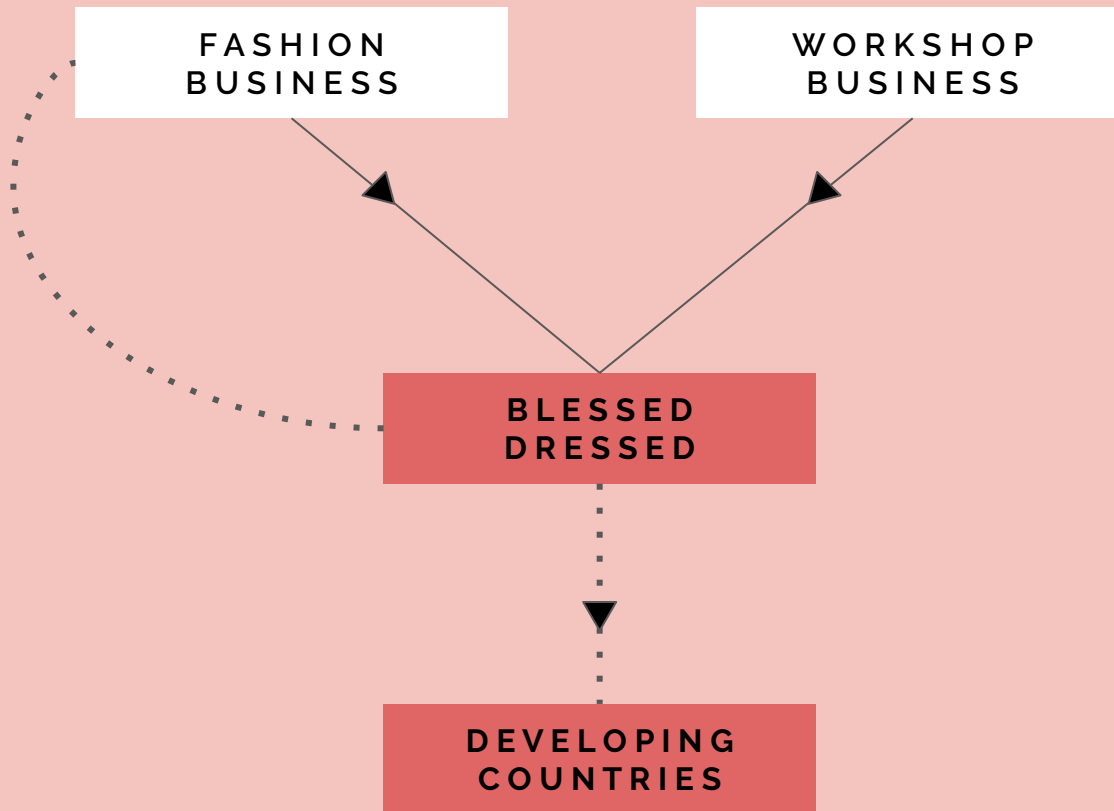 FASHION
BUSINESS
WORKSHOP
BUSINESS
BLESSED
DRESSED
DEVELOPING
COUNTRIES